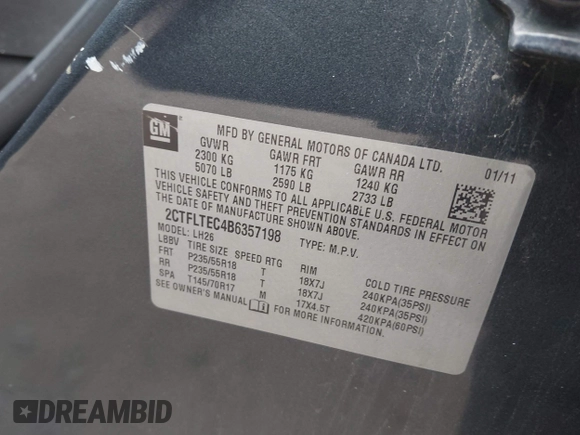 GM
MFD BY GENERAL MOTORS OF CANADA LTD.
GVWR GAWR FRT GAWR RR 01/11
2300 KG 1175 KG 1240 KG
5070 LB 2590 LB 2733 LB
THIS VEHICLE CONFORMS TO ALL APPLICABLE U.S. FEDERAL MOTOR
VEHICLE SAFETY AND THEFT PREVENTION STANDARDS IN EFFECT ON
THE DATE OF MANUFACTURE SHOWN ABOVE.
2CTFLTEC4B6357198 TYPE: M.P.V.
MODEL: LH26
LBBV TIRE SIZE SPEED RTG RIM COLD TIRE PRESSURE
FRT P235/55R18 T 18X7J 240KPA(35PSI)
RR P235/55R18 T 18X7J 240KPA(35PSI)
SPA T145/70R17 M 17X4.5T 420KPA(60PSI)
SEE OWNER'S MANUAL FOR MORE INFORMATION.
DREAMBID